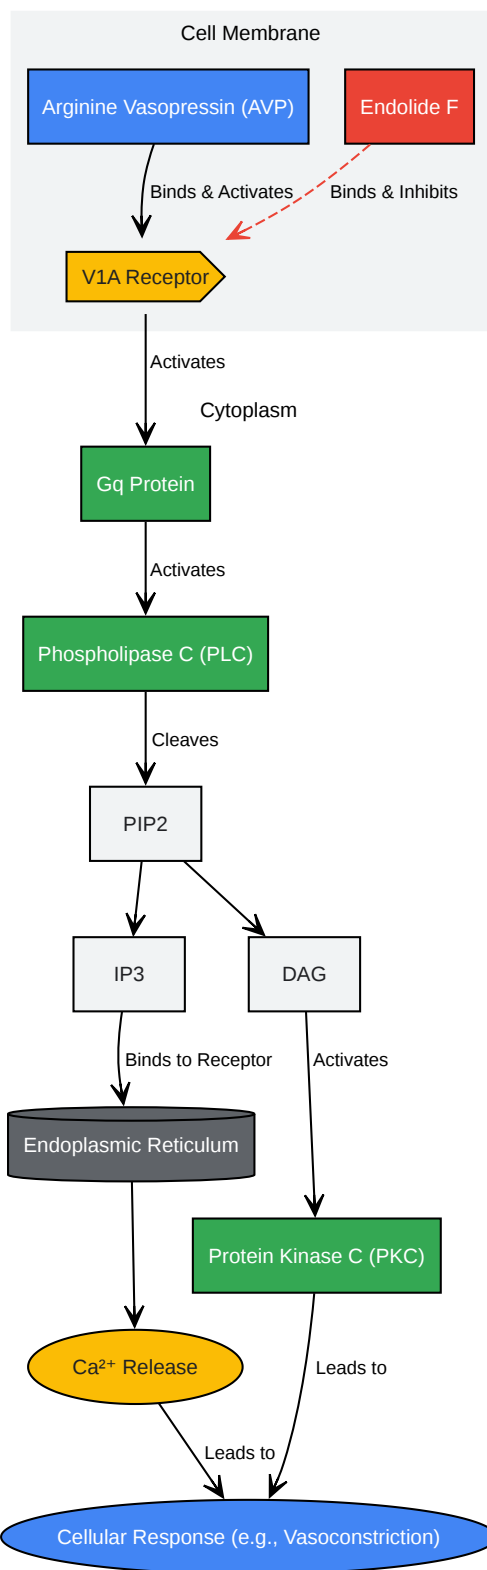 Cell Membrane
Arginine Vasopressin (AVP)
Endolide F
Binds & Activates
Binds & Inhibits
V1A Receptor
Activates
Cytoplasm
Gq Protein
Activates
Phospholipase C (PLC)
Cleaves
PIP2
IP3
DAG
Binds to Receptor
Activates
Endoplasmic Reticulum
Protein Kinase C (PKC)
Ca²⁺ Release
Leads to
Leads to
Cellular Response (e.g., Vasoconstriction)